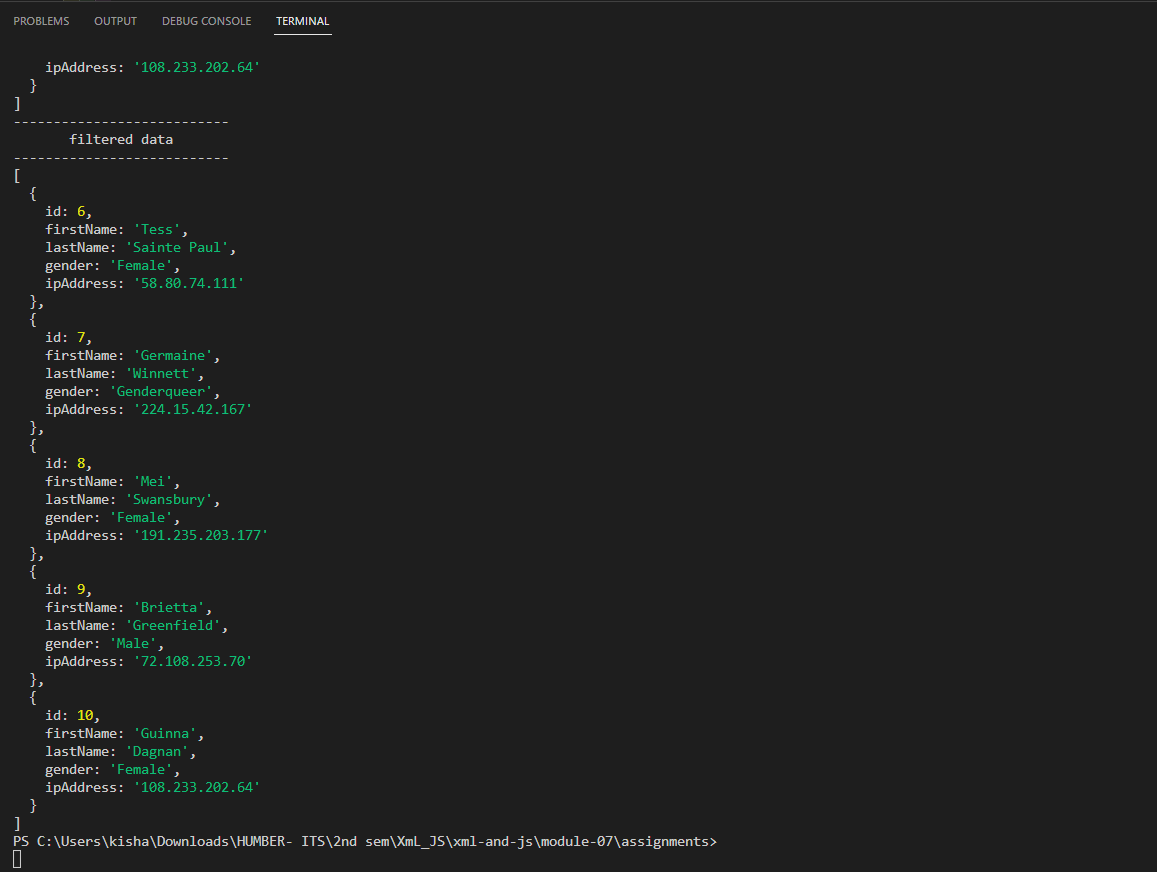 PROBLEMS OUTPUT DEBUG CONSOLE TERMINAL
    ipAddress: '108.233.202.64'
  }
]
---------------------------
       filtered data
---------------------------
[
  {
    id: 6,
    firstName: 'Tess',
    lastName: 'Sainte Paul',
    gender: 'Female',
    ipAddress: '58.80.74.111'
  },
  {
    id: 7,
    firstName: 'Germaine',
    lastName: 'Winnett',
    gender: 'Genderqueer',
    ipAddress: '224.15.42.167'
  },
  {
    id: 8,
    firstName: 'Mei',
    lastName: 'Swansbury',
    gender: 'Female',
    ipAddress: '191.235.203.177'
  },
  {
    id: 9,
    firstName: 'Brietta',
    lastName: 'Greenfield',
    gender: 'Male',
    ipAddress: '72.108.253.70'
  },
  {
    id: 10,
    firstName: 'Guinna',
    lastName: 'Dagnan',
    gender: 'Female',
    ipAddress: '108.233.202.64'
  }
]
PS C:\Users\kisha\Downloads\HUMBER- ITS\2nd sem\XmL_JS\xml-and-js\module-07\assignments>